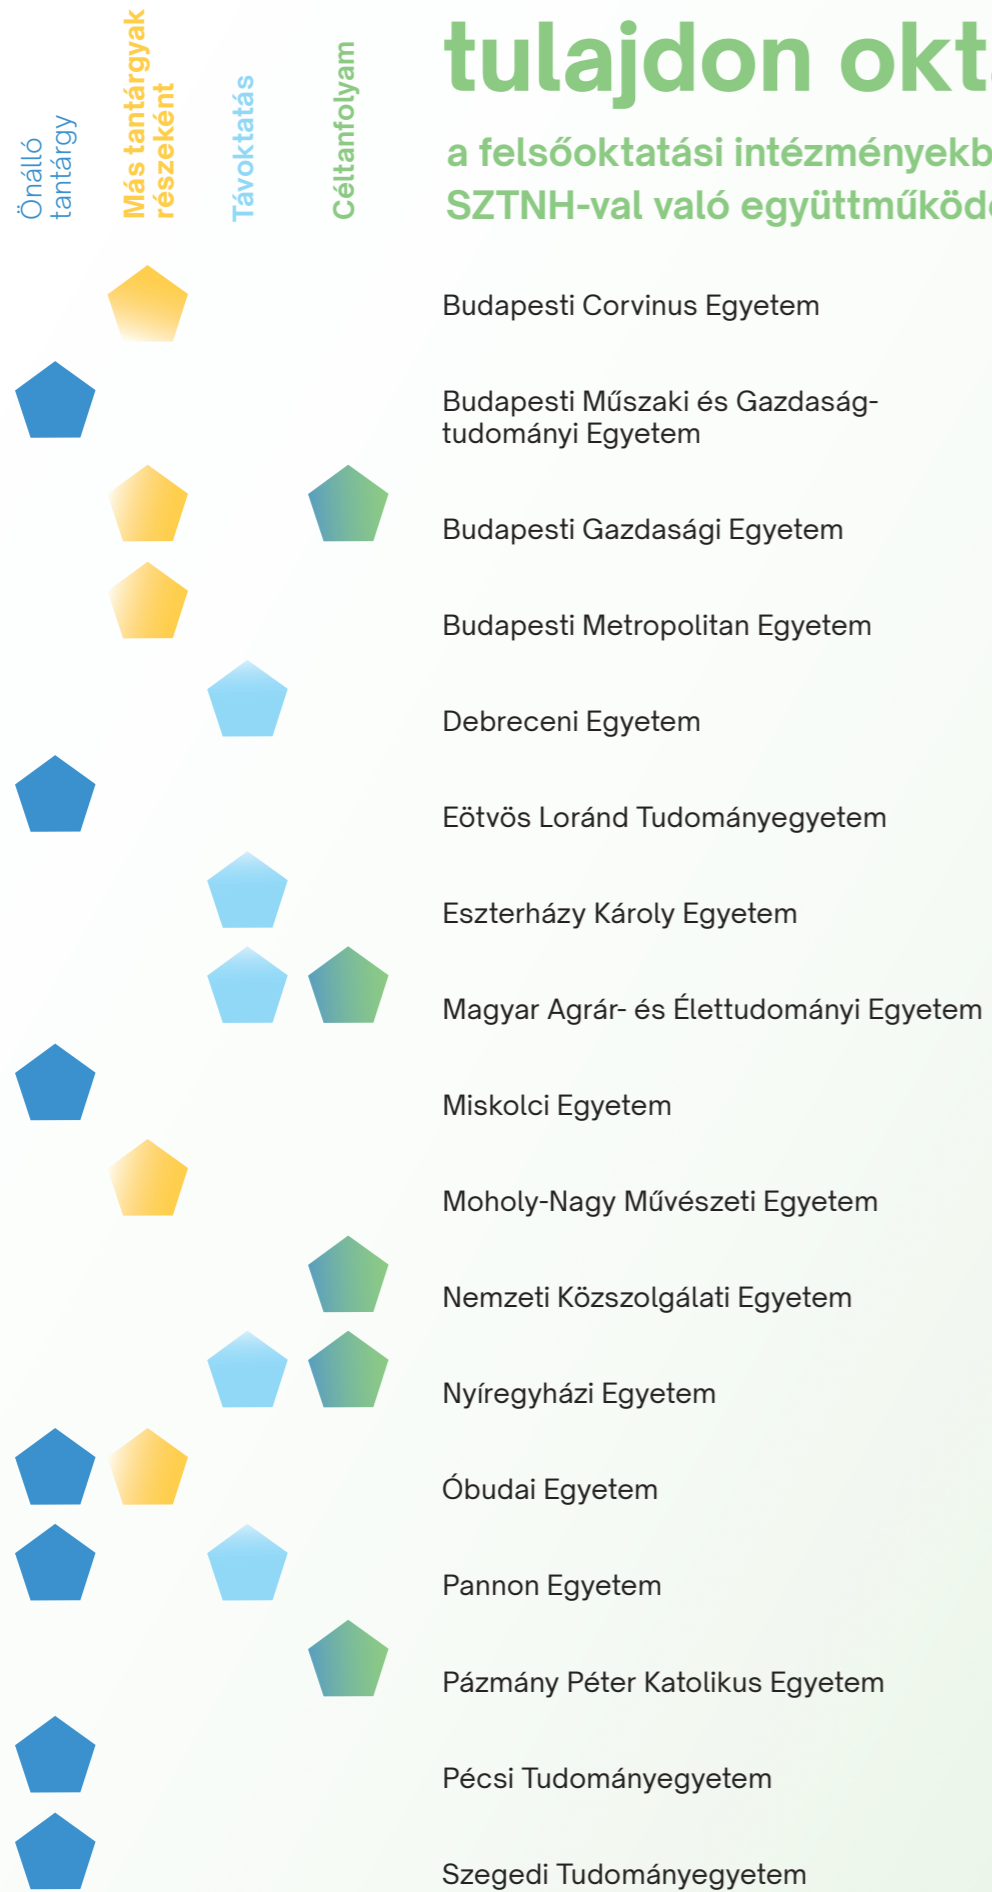 Önálló
tantárgy
Más tantárgyak
részeként
Távoktatás
Céltanfolyam
tulajdon okt
a felsőoktatási intézményekb
SZTNH-val való együttműköd
Budapesti Corvinus Egyetem
Budapesti Műszaki és Gazdaság-
tudományi Egyetem
Budapesti Gazdasági Egyetem
Budapesti Metropolitan Egyetem
Debreceni Egyetem
Eötvös Loránd Tudományegyetem
Eszterházy Károly Egyetem
Magyar Agrár- és Élettudományi Egyetem
Miskolci Egyetem
Moholy-Nagy Művészeti Egyetem
Nemzeti Közszolgálati Egyetem
Nyíregyházi Egyetem
Óbudai Egyetem
Pannon Egyetem
Pázmány Péter Katolikus Egyetem
Pécsi Tudományegyetem
Szegedi Tudományegyetem